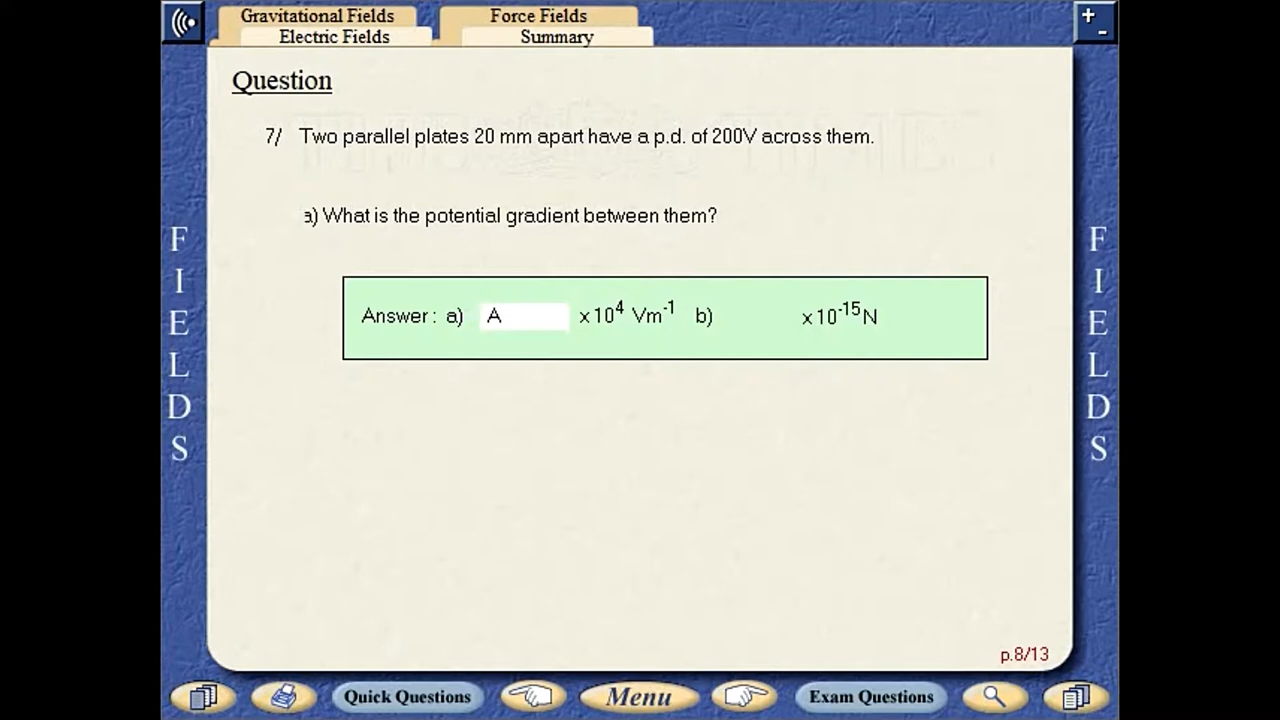 Gravitational Fields
Force Fields
Electric Fields
Summary
+
-
Question
7/ Two parallel plates 20 mm apart have a p.d. of 200V across them.
a) What is the potential gradient between them?
Answer: a) A x10⁴ Vm⁻¹ b) x10⁻¹⁵N
FIELDS
FIELDS
p.8/13
Quick Questions
Menu
Exam Questions